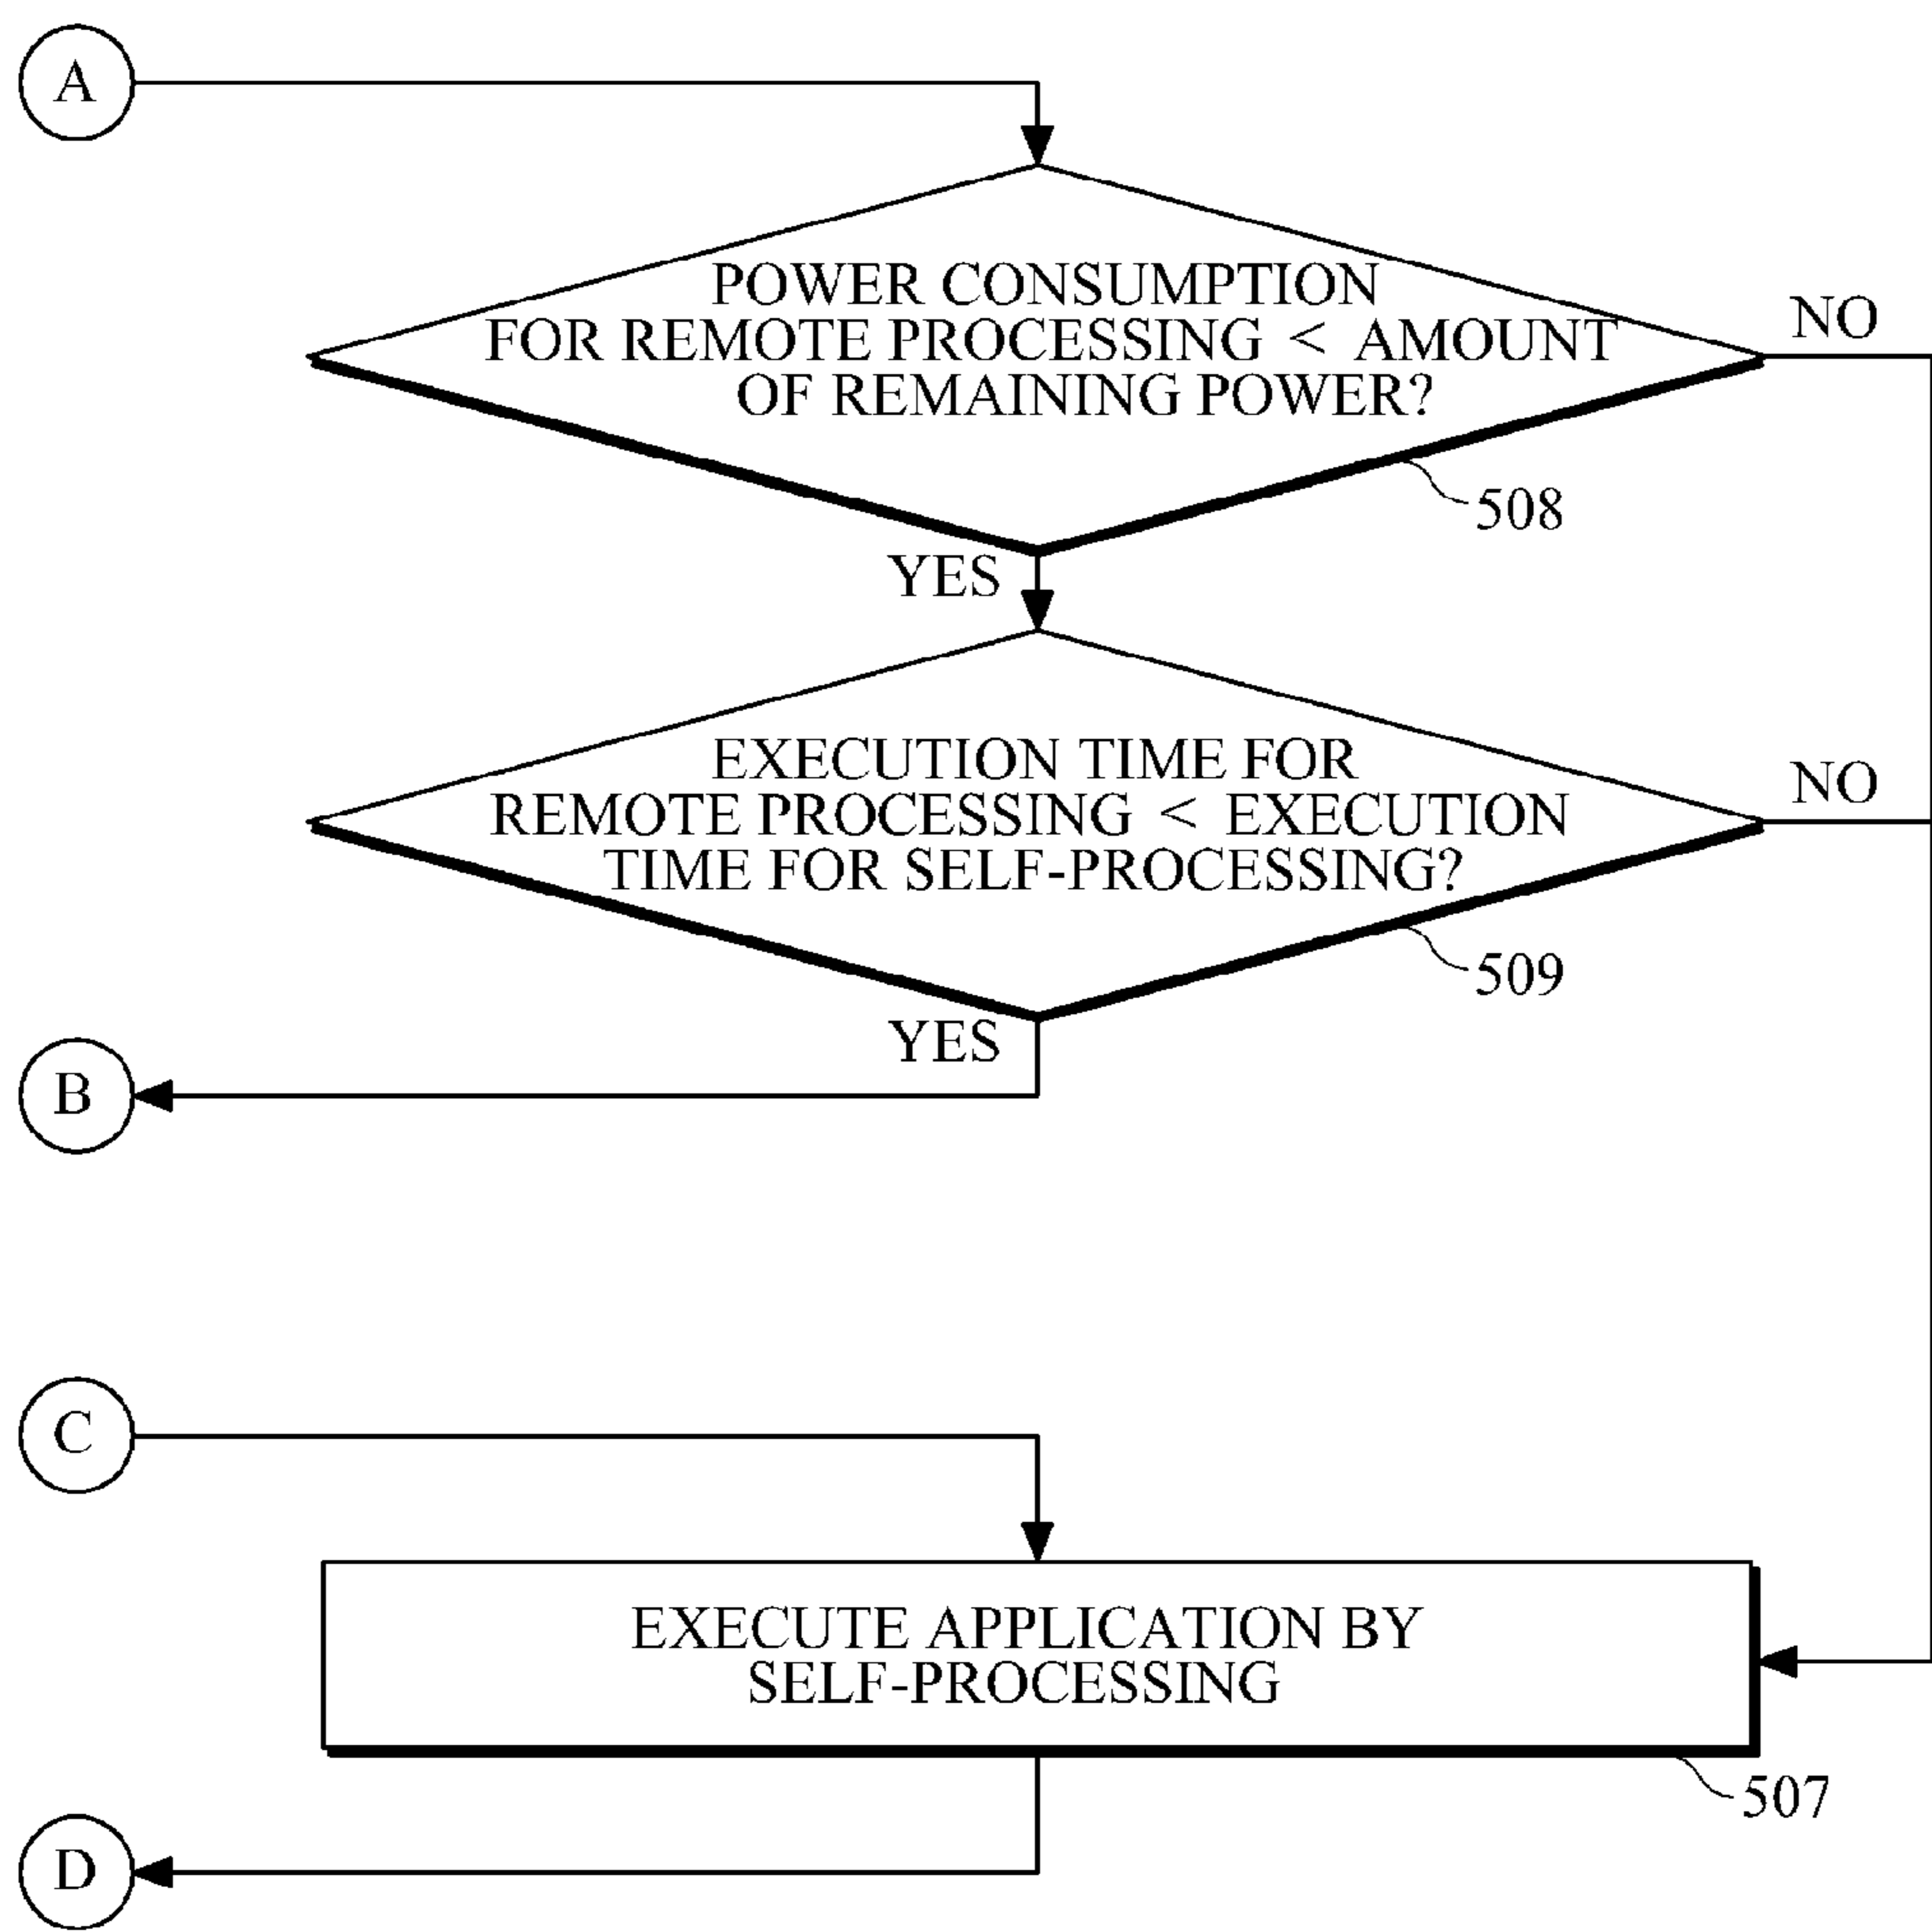 A
POWER CONSUMPTION
FOR REMOTE PROCESSING < AMOUNT
OF REMAINING POWER?
NO
508
YES
EXECUTION TIME FOR
REMOTE PROCESSING < EXECUTION
TIME FOR SELF-PROCESSING?
NO
509
YES
B
C
EXECUTE APPLICATION BY
SELF-PROCESSING
507
D